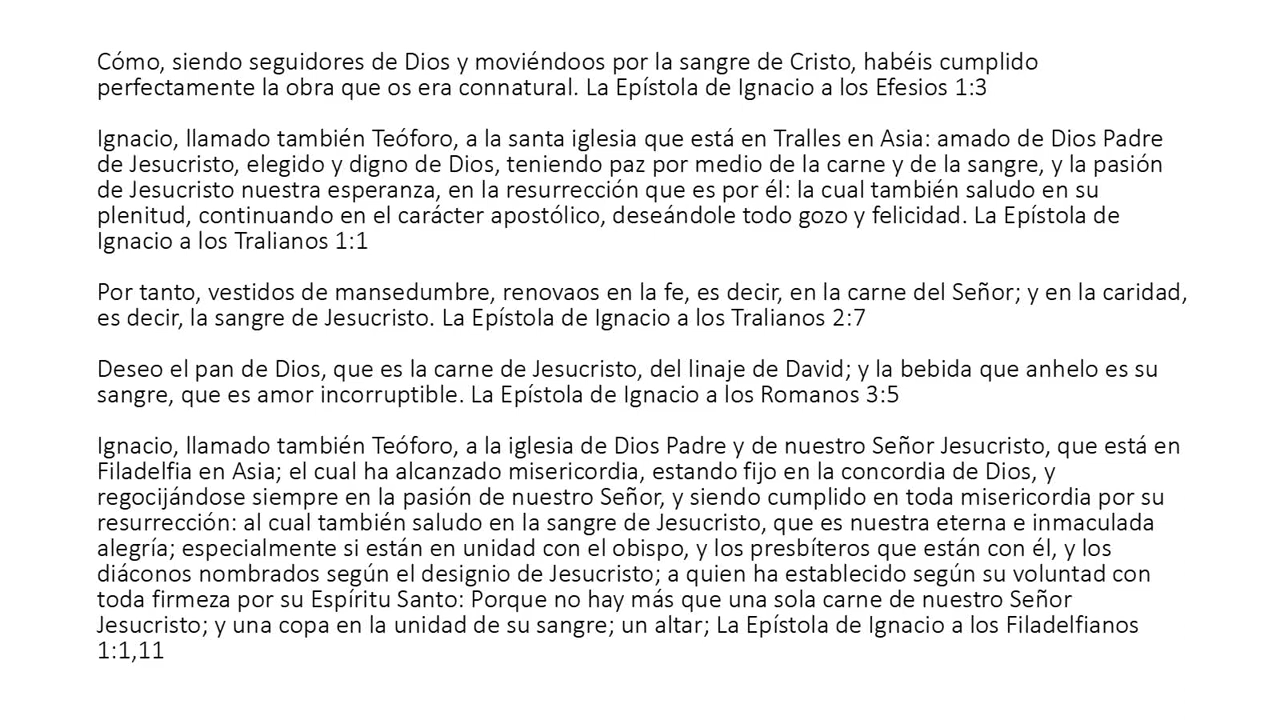 Cómo, siendo seguidores de Dios y moviéndoos por la sangre de Cristo, habéis cumplido
perfectamente la obra que os era connatural. La Epístola de Ignacio a los Efesios 1:3
Ignacio, llamado también Teóforo, a la santa iglesia que está en Tralles en Asia: amado de Dios Padre
de Jesucristo, elegido y digno de Dios, teniendo paz por medio de la carne y de la sangre, y la pasión
de Jesucristo nuestra esperanza, en la resurrección que es por él: la cual también saludo en su
plenitud, continuando en el carácter apostólico, deseándole todo gozo y felicidad. La Epístola de
Ignacio a los Tralianos 1:1
Por tanto, vestidos de mansedumbre, renovaos en la fe, es decir, en la carne del Señor; y en la caridad,
es decir, la sangre de Jesucristo. La Epístola de Ignacio a los Tralianos 2:7
Deseo el pan de Dios, que es la carne de Jesucristo, del linaje de David; y la bebida que anhelo es su
sangre, que es amor incorruptible. La Epístola de Ignacio a los Romanos 3:5
Ignacio, llamado también Teóforo, a la iglesia de Dios Padre y de nuestro Señor Jesucristo, que está en
Filadelfia en Asia; el cual ha alcanzado misericordia, estando fijo en la concordia de Dios, y
regocijándose siempre en la pasión de nuestro Señor, y siendo cumplido en toda misericordia por su
resurrección: al cual también saludo en la sangre de Jesucristo, que es nuestra eterna e inmaculada
alegría; especialmente si están en unidad con el obispo, y los presbíteros que están con él, y los
diáconos nombrados según el designio de Jesucristo; a quien ha establecido según su voluntad con
toda firmeza por su Espíritu Santo: Porque no hay más que una sola carne de nuestro Señor
Jesucristo; y una copa en la unidad de su sangre; un altar; La Epístola de Ignacio a los Filadelfianos
1:1,11